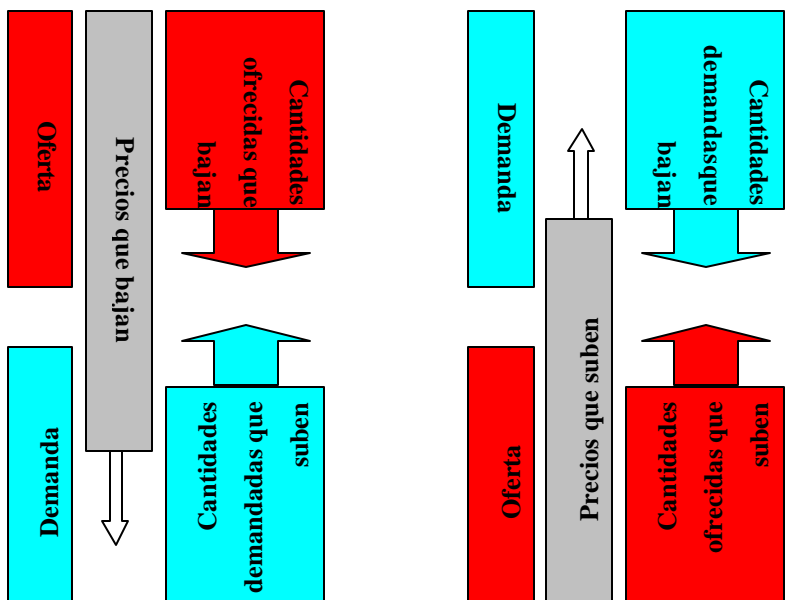 Oferta
Precios que bajan
Cantidades
ofrecidas que
bajan
Demanda
Cantidades
demandadas que
suben
Demanda
Precios que suben
Cantidades
demandasque
bajan
Oferta
Cantidades
ofrecidas que
suben